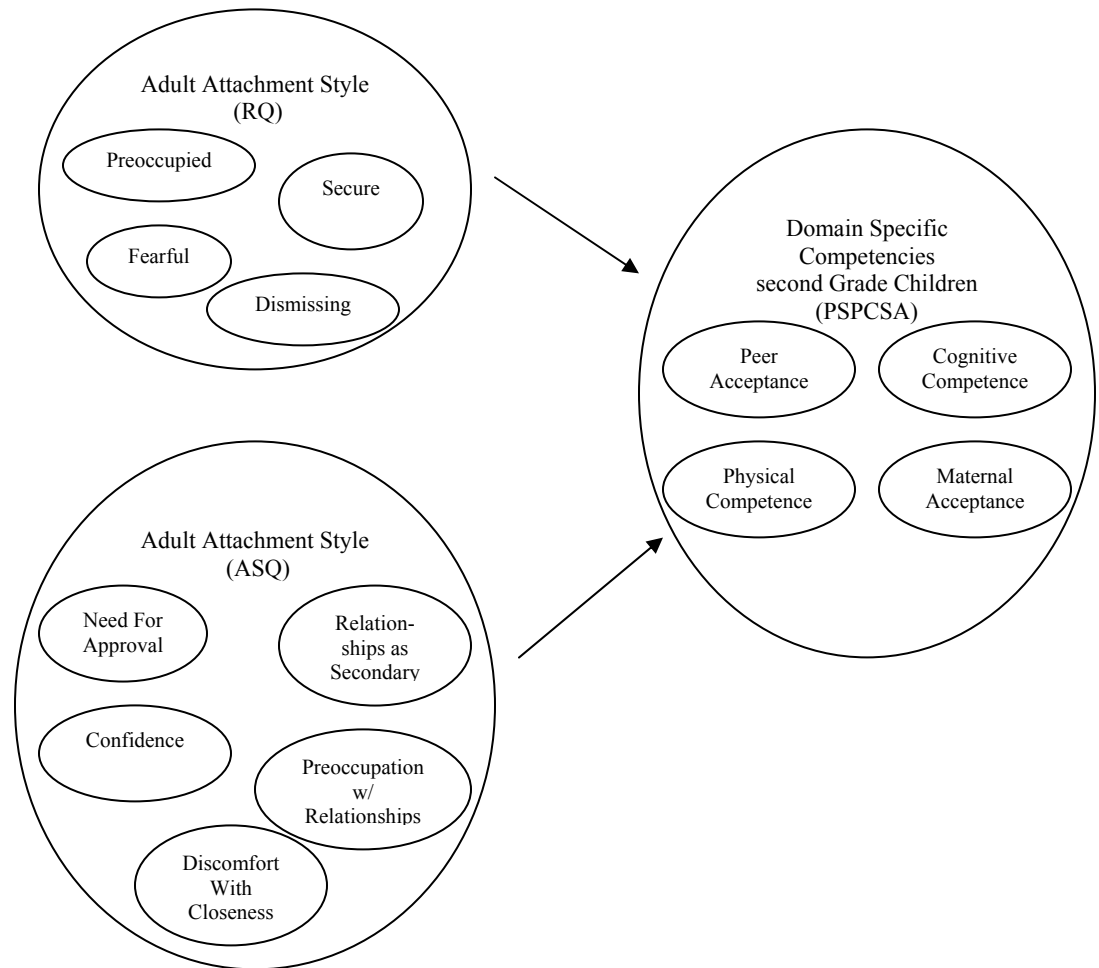 Adult Attachment Style
(RQ)
Preoccupied
Secure
Fearful
Dismissing
Domain Specific
Competencies
second Grade Children
(PSPCSA)
Peer
Acceptance
Cognitive
Competence
Physical
Competence
Maternal
Acceptance
Adult Attachment Style
(ASQ)
Need For
Approval
Relation-
ships as
Secondary
Confidence
Preoccupation
w/
Relationships
Discomfort
With
Closeness